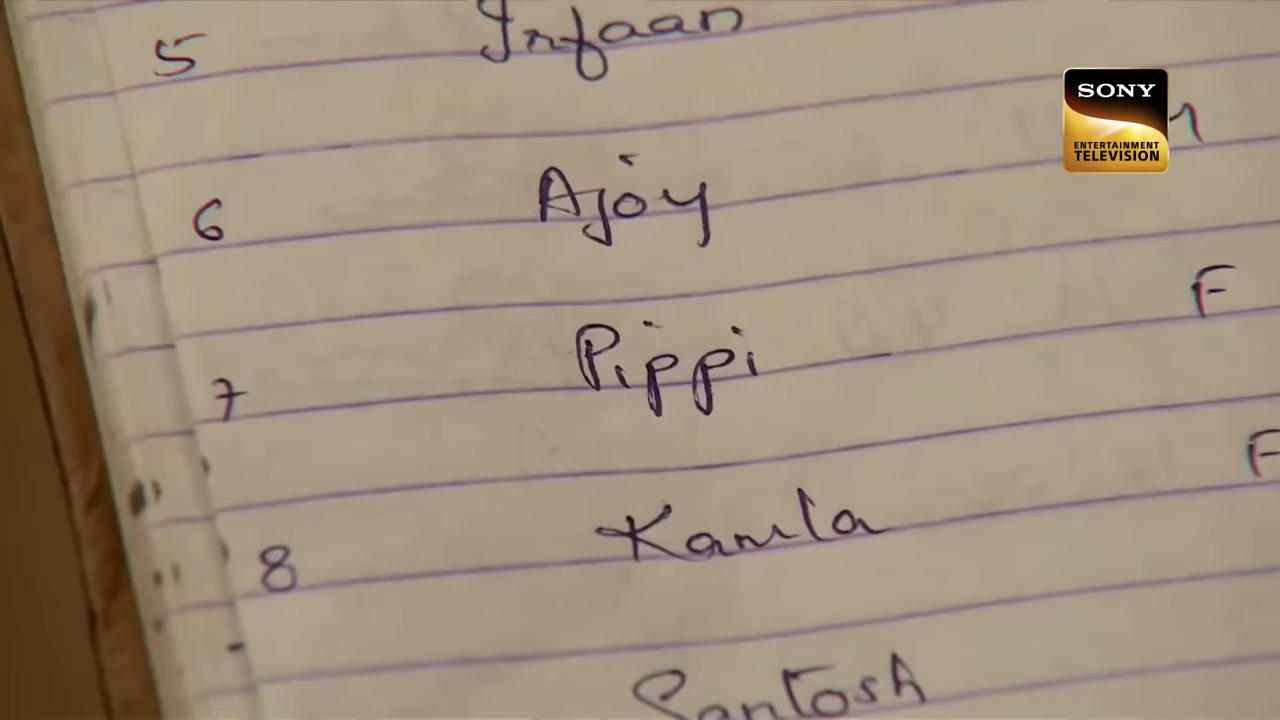 5 Irfaan
SONY
ENTERTAINMENT
TELEVISION
6 Ajoy
7 Pippi F
8 Kamla F
Santosh